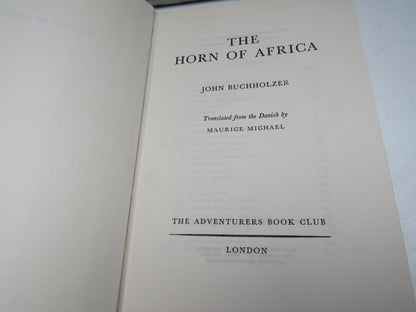 THE
HORN OF AFRICA
JOHN BUCHHOLZER
Translated from the Danish by
MAURICE MICHAEL
THE ADVENTURERS BOOK CLUB
LONDON